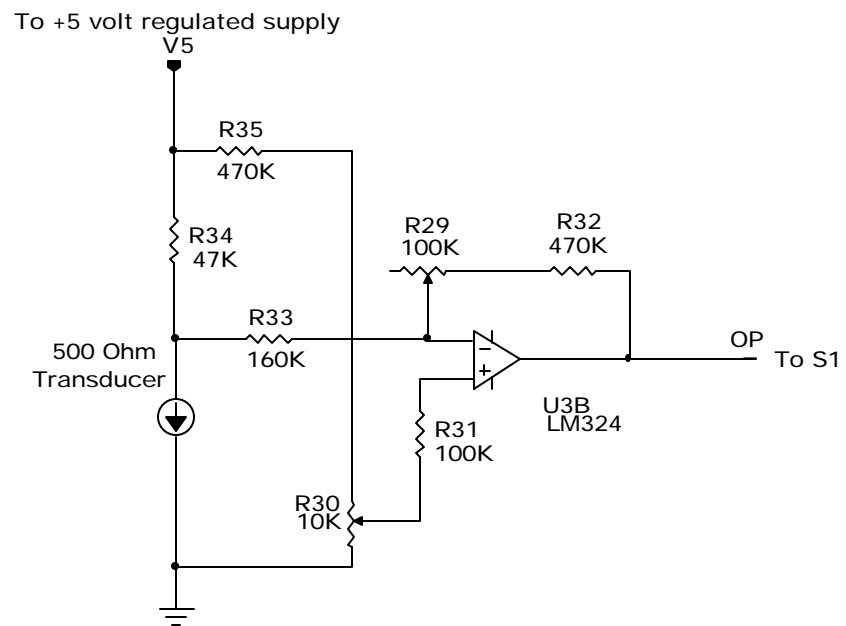 To +5 volt regulated supply
V5
R35
470K
R34
47K
R29
100K
R32
470K
R33
160K
500 Ohm
Transducer
−
+
OP
To S1
U3B
LM324
R31
100K
R30
10K